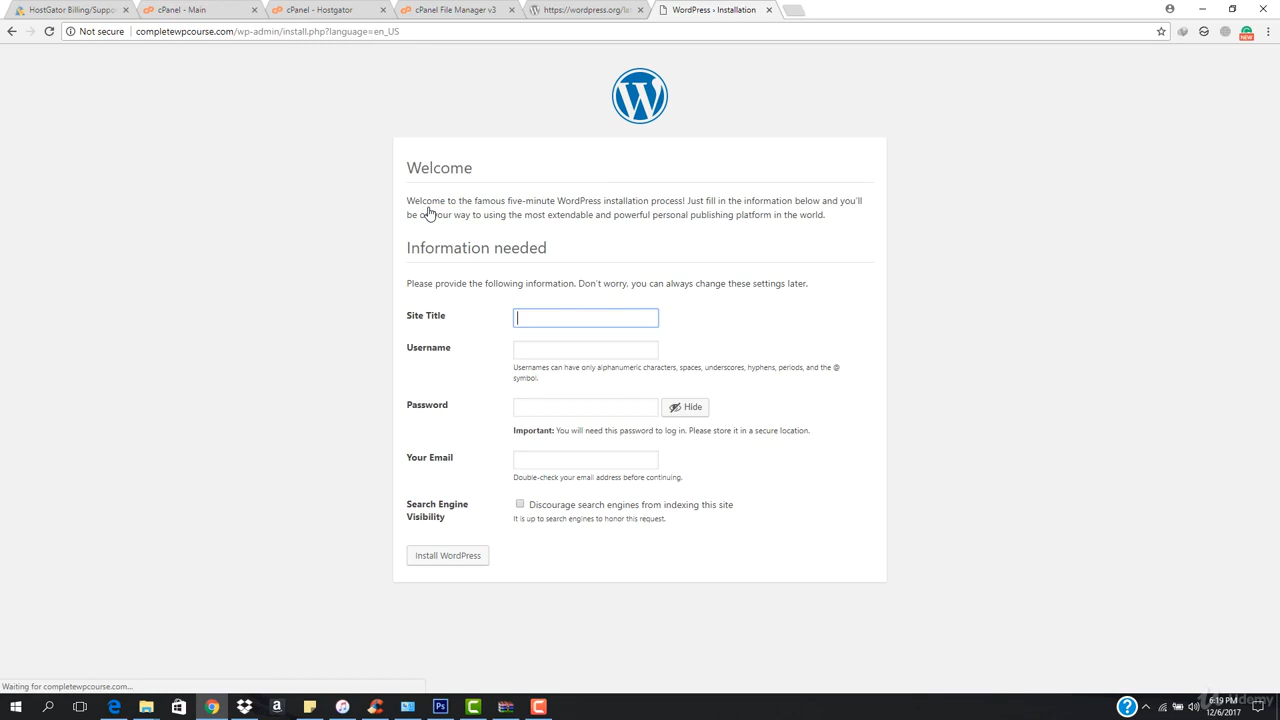 HostGator Billing/Suppo
cPanel - Main
cPanel - Hostgator
cPanel File Manager v3
https://wordpress.org/la
WordPress › Installation
Not secure
completewpcourse.com/wp-admin/install.php?language=en_US
NEW
W
Welcome
Welcome to the famous five-minute WordPress installation process! Just fill in the information below and you'll
be your way to using the most extendable and powerful personal publishing platform in the world.
Information needed
Please provide the following information. Don't worry, you can always change these settings later.
Site Title
Username
Usernames can have only alphanumeric characters, spaces, underscores, hyphens, periods, and the @
symbol.
Password
Hide
Important: You will need this password to log in. Please store it in a secure location.
Your Email
Double-check your email address before continuing.
Search Engine
Visibility
Discourage search engines from indexing this site
It is up to search engines to honor this request.
Install WordPress
Waiting for completewpcourse.com...
6:19 PM
12/6/2017